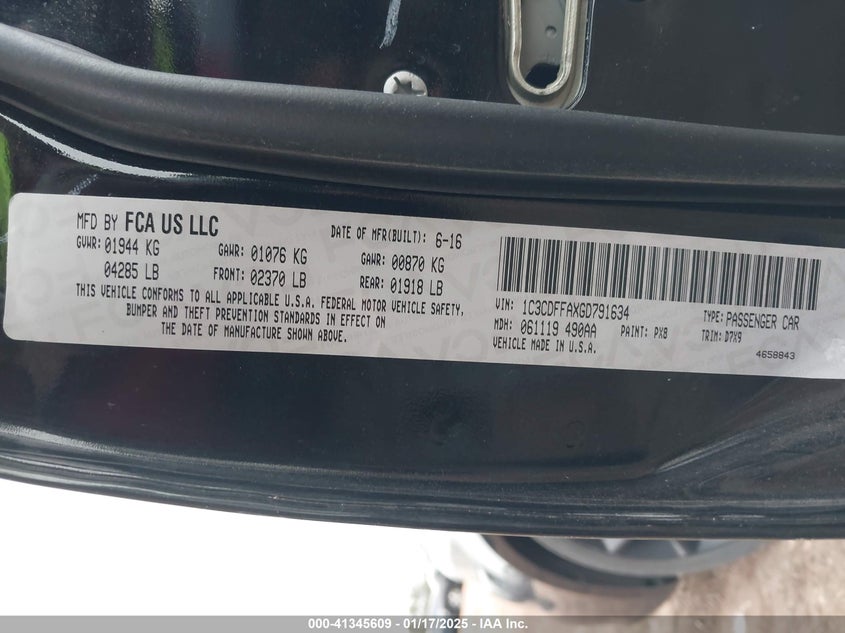 MFD BY FCA US LLC
DATE OF MFR(BUILT): 6-16
GVWR: 01944 KG
GAWR: 01076 KG
GAWR: 00870 KG
04285 LB
FRONT: 02370 LB
REAR: 01918 LB
THIS VEHICLE CONFORMS TO ALL APPLICABLE U.S.A. FEDERAL MOTOR VEHICLE SAFETY,
BUMPER AND THEFT PREVENTION STANDARDS IN EFFECT ON
THE DATE OF MANUFACTURE SHOWN ABOVE.
VIN: 1C3CDFFAXGD791634
TYPE: PASSENGER CAR
MDH: 061119 490AA
PAINT: PX8
TRIM: D7X9
VEHICLE MADE IN U.S.A.
4658843
000-41345609 - 01/17/2025 - IAA Inc.